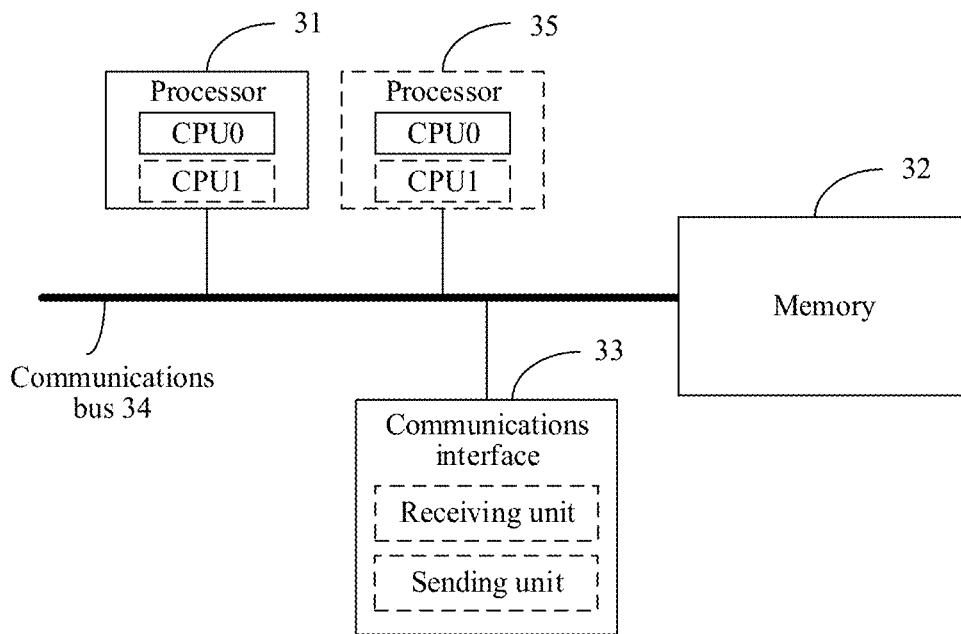 31
35
Processor
CPU0
CPU1
Processor
CPU0
CPU1
32
Memory
Communications
bus 34
33
Communications
interface
Receiving unit
Sending unit